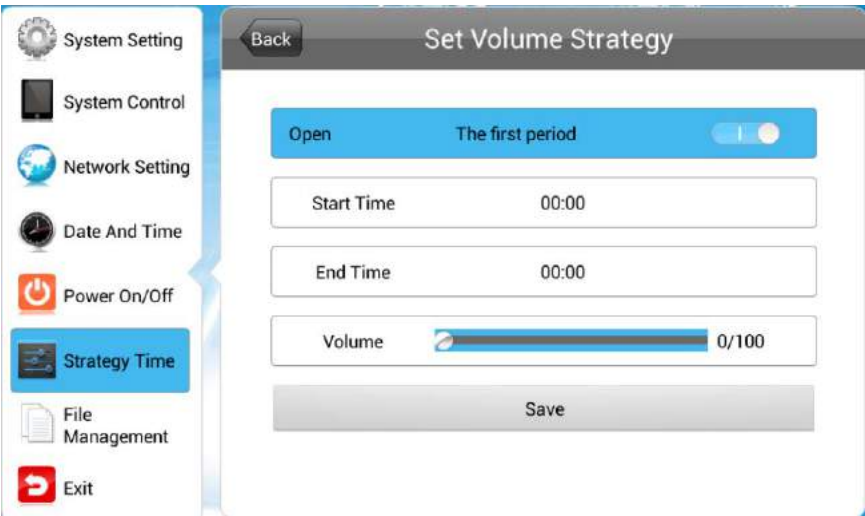 System Setting
System Control
Network Setting
Date And Time
Power On/Off
Strategy Time
File
Management
Exit
Back
Set Volume Strategy
Open The first period
Start Time 00:00
End Time 00:00
Volume 0/100
Save